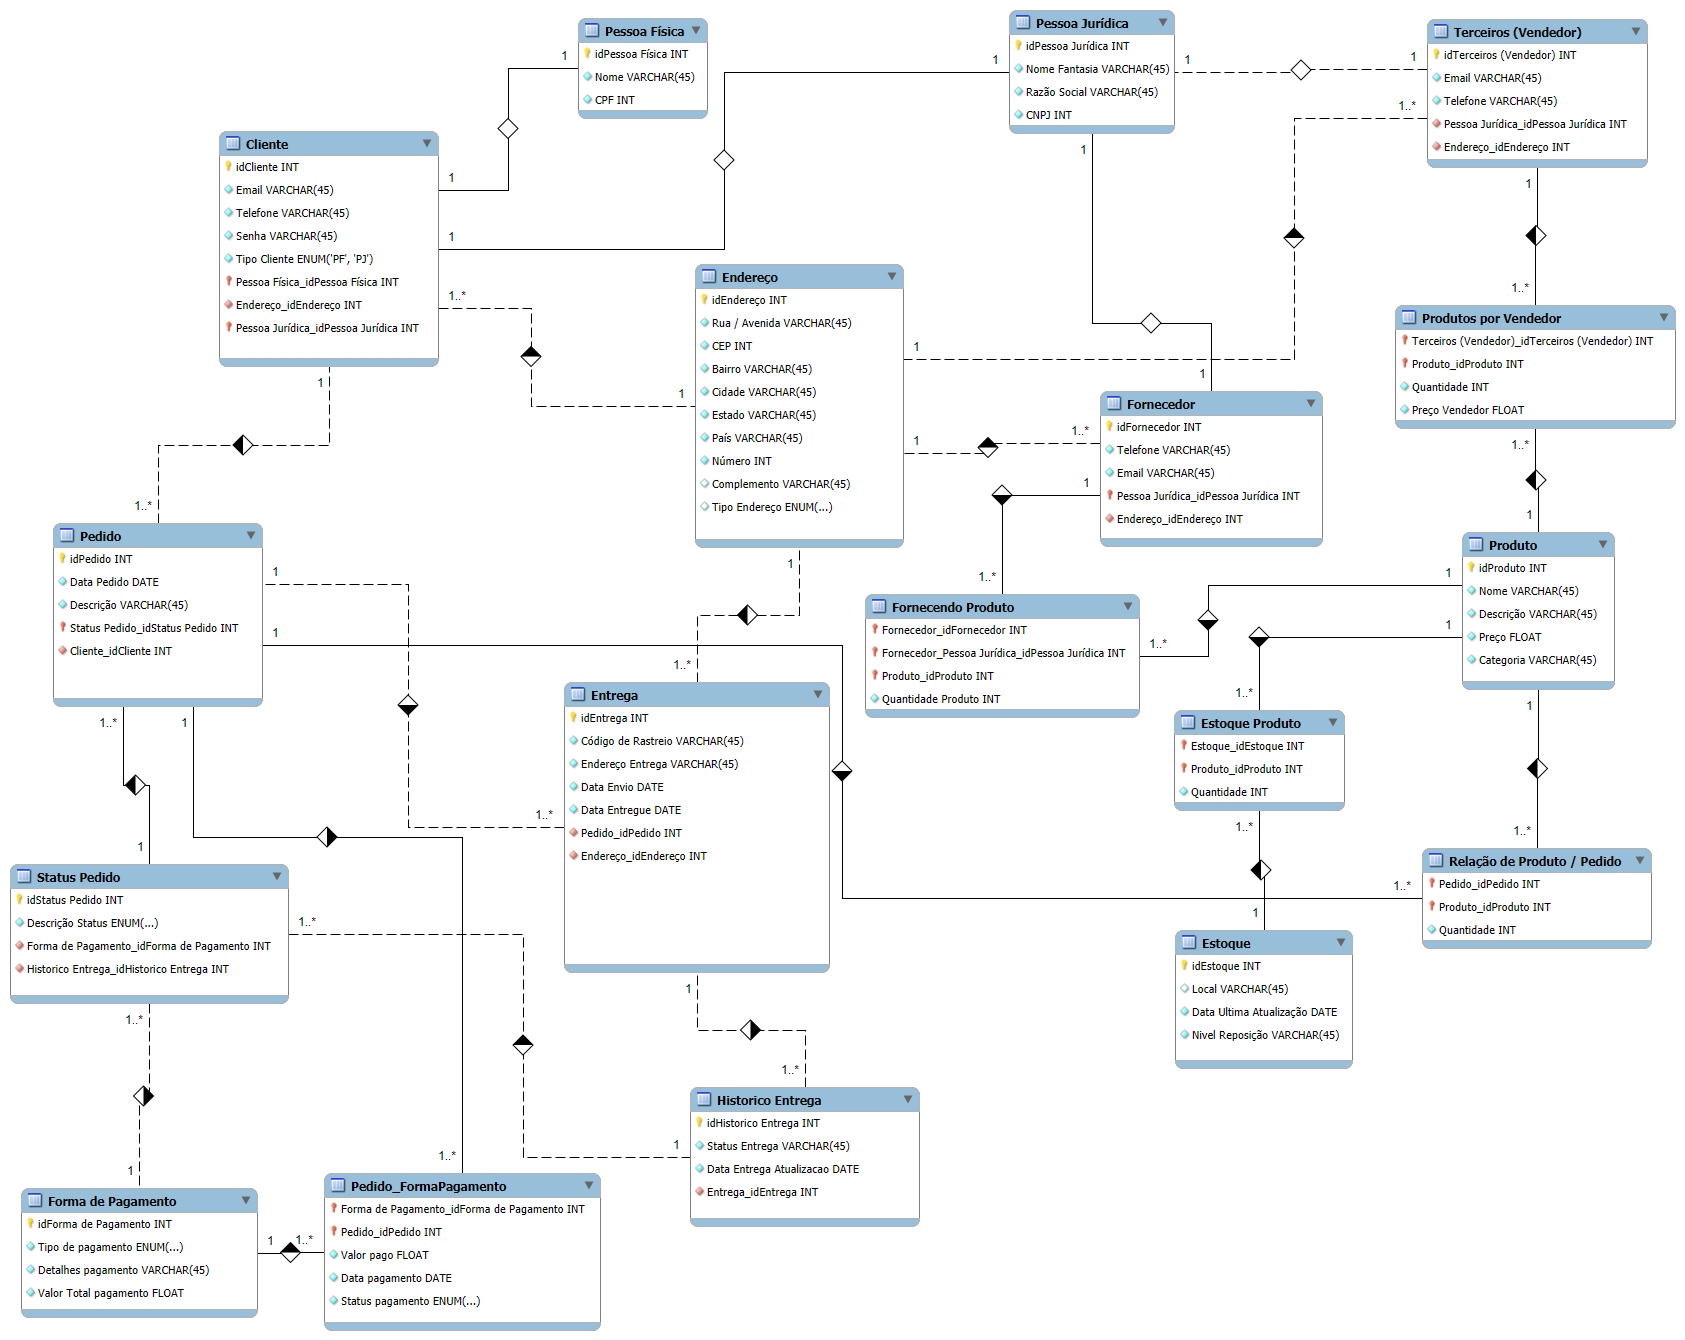 Pessoa Física
idPessoa Física INT
Nome VARCHAR(45)
CPF INT
Pessoa Jurídica
idPessoa Jurídica INT
Nome Fantasia VARCHAR(45)
Razão Social VARCHAR(45)
CNPJ INT
Terceiros (Vendedor)
idTerceiros (Vendedor) INT
Email VARCHAR(45)
Telefone VARCHAR(45)
Pessoa Jurídica_idPessoa Jurídica INT
Endereço_idEndereço INT
1
1
1
1
1..*
1
1
Cliente
idCliente INT
Email VARCHAR(45)
Telefone VARCHAR(45)
Senha VARCHAR(45)
Tipo Cliente ENUM('PF', 'PJ')
Pessoa Física_idPessoa Física INT
Endereço_idEndereço INT
Pessoa Jurídica_idPessoa Jurídica INT
1
1
1..*
1
Endereço
idEndereço INT
Rua / Avenida VARCHAR(45)
CEP INT
Bairro VARCHAR(45)
Cidade VARCHAR(45)
Estado VARCHAR(45)
País VARCHAR(45)
Número INT
Complemento VARCHAR(45)
Tipo Endereço ENUM(...)
1
1
1
1..*
1
Produtos por Vendedor
Terceiros (Vendedor)_idTerceiros (Vendedor) INT
Produto_idProduto INT
Quantidade INT
Preço Vendedor FLOAT
1..*
1..*
1
Fornecedor
idFornecedor INT
Telefone VARCHAR(45)
Email VARCHAR(45)
Pessoa Jurídica_idPessoa Jurídica INT
Endereço_idEndereço INT
1
1..*
1
1..*
Pedido
idPedido INT
Data Pedido DATE
Descrição VARCHAR(45)
Status Pedido_idStatus Pedido INT
Cliente_idCliente INT
1
1
1..*
1
Produto
idProduto INT
Nome VARCHAR(45)
Descrição VARCHAR(45)
Preço FLOAT
Categoria VARCHAR(45)
1
1
1
1..*
Fornecendo Produto
Fornecedor_idFornecedor INT
Fornecedor_Pessoa Jurídica_idPessoa Jurídica INT
Produto_idProduto INT
Quantidade Produto INT
1..*
1..*
Entrega
idEntrega INT
Código de Rastreio VARCHAR(45)
Endereço Entrega VARCHAR(45)
Data Envio DATE
Data Entregue DATE
Pedido_idPedido INT
Endereço_idEndereço INT
1..*
1..*
1
1..*
Estoque Produto
Estoque_idEstoque INT
Produto_idProduto INT
Quantidade INT
1..*
1
1..*
1..*
Relação de Produto / Pedido
Pedido_idPedido INT
Produto_idProduto INT
Quantidade INT
1
Status Pedido
idStatus Pedido INT
Descrição Status ENUM(...)
Forma de Pagamento_idForma de Pagamento INT
Historico Entrega_idHistorico Entrega INT
1..*
1..*
1
Estoque
idEstoque INT
Local VARCHAR(45)
Data Ultima Atualização DATE
Nivel Reposição VARCHAR(45)
1..*
1
Historico Entrega
idHistorico Entrega INT
Status Entrega VARCHAR(45)
Data Entrega Atualizacao DATE
Entrega_idEntrega INT
1
Forma de Pagamento
idForma de Pagamento INT
Tipo de pagamento ENUM(...)
Detalhes pagamento VARCHAR(45)
Valor Total pagamento FLOAT
1
1..*
1..*
Pedido_FormaPagamento
Forma de Pagamento_idForma de Pagamento INT
Pedido_idPedido INT
Valor pago FLOAT
Data pagamento DATE
Status pagamento ENUM(...)